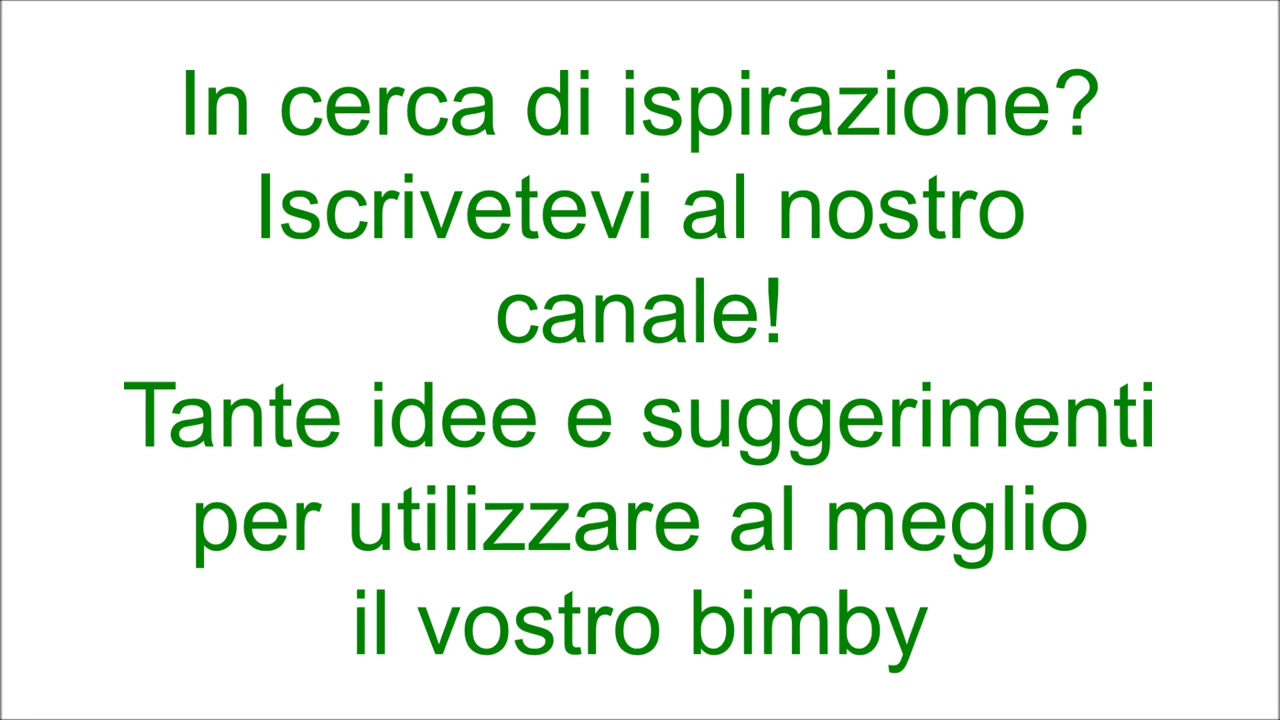 In cerca di ispirazione?
Iscrivetevi al nostro
canale!
Tante idee e suggerimenti
per utilizzare al meglio
il vostro bimby